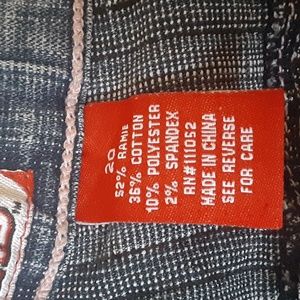 20
52% RAMIE
36% COTTON
10% POLYESTER
2% SPANDEX
RN#111052
MADE IN CHINA
SEE REVERSE
FOR CARE